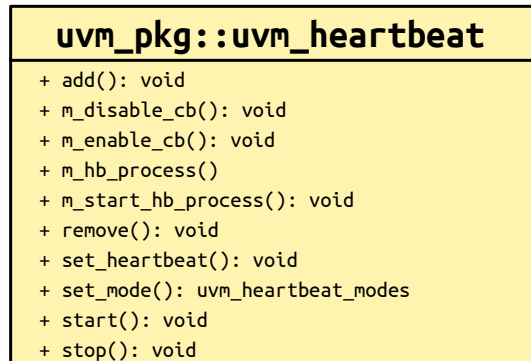 uvm_pkg::uvm_heartbeat
+ add(): void
+ m_disable_cb(): void
+ m_enable_cb(): void
+ m_hb_process()
+ m_start_hb_process(): void
+ remove(): void
+ set_heartbeat(): void
+ set_mode(): uvm_heartbeat_modes
+ start(): void
+ stop(): void